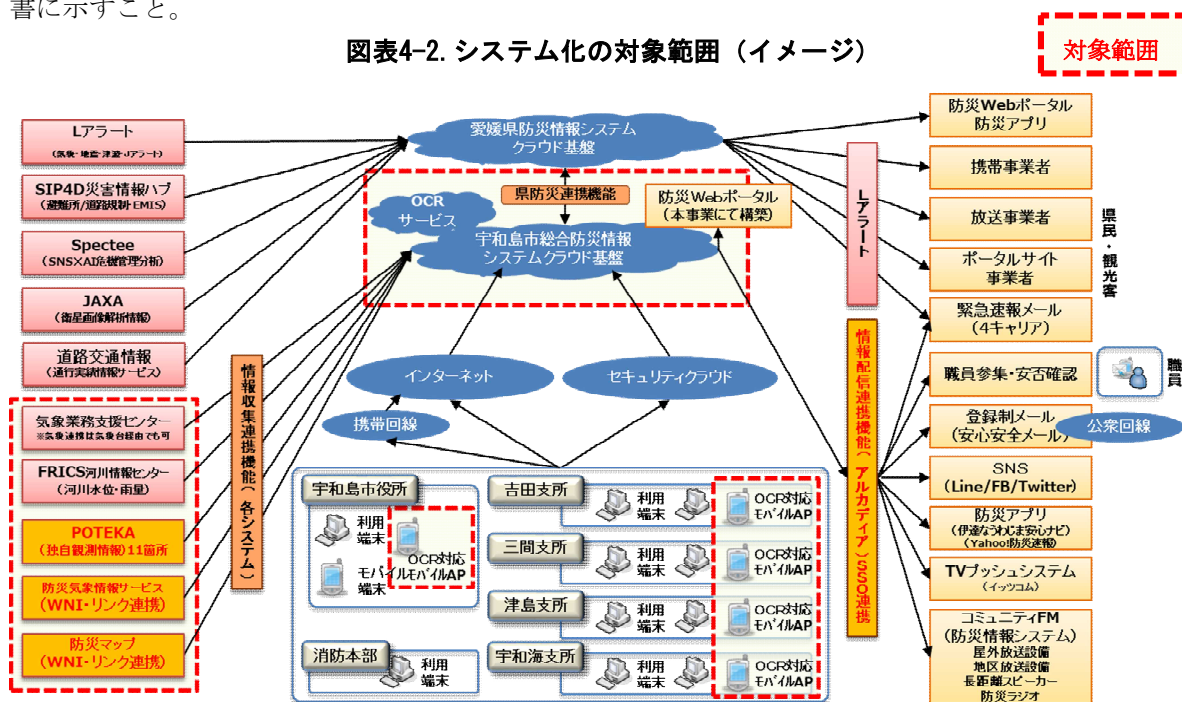 書に示すこと。
図表4-2.システム化の対象範囲（イメージ）
対象範囲
Lアラート
（気象・地震・津波・Jアラート）
SIP4D災害情報ハブ
（避難所/道路規制・EMIS）
Spectee
（SNS×AI危機管理分析）
JAXA
（衛星画像解析情報）
道路交通情報
（通行実績情報サービス）
気象業務支援センター
※気象連携は気象台経由でも可
FRICS河川情報センター
（河川水位・雨量）
POTEKA
（独自観測情報）11箇所
防災気象情報サービス
（WNI・リンク連携）
防災マップ
（WNI・リンク連携）
情報収集連携機能（各システム）
愛媛県防災情報システム
クラウド基盤
県防災連携機能
OCR
サービス
宇和島市総合防災情報
システムクラウド基盤
防災Webポータル
（本事業にて構築）
インターネット
セキュリティクラウド
携帯回線
宇和島市役所
利用
端末
モバイル
端末
OCR対応
モバイルAP
消防本部
利用
端末
吉田支所
利用
端末
OCR対応
モバイルAP
三間支所
利用
端末
OCR対応
モバイルAP
津島支所
利用
端末
OCR対応
モバイルAP
宇和海支所
利用
端末
OCR対応
モバイルAP
Lアラート
情報配信連携機能（アルカディア）SSO連携
防災Webポータル
防災アプリ
携帯事業者
放送事業者
ポータルサイト
事業者
緊急速報メール
（4キャリア）
職員参集・安否確認
登録制メール
（安心安全メール）
SNS
（Line/FB/Twitter）
防災アプリ
（伊達なうわじま安心ナビ）
（Yahoo!防災速報）
TVプッシュシステム
（イッツコム）
コミュニティFM
（防災情報システム）
屋外放送設備
地区放送設備
長距離スピーカー
防災ラジオ
県民・観光客
職員
公衆回線